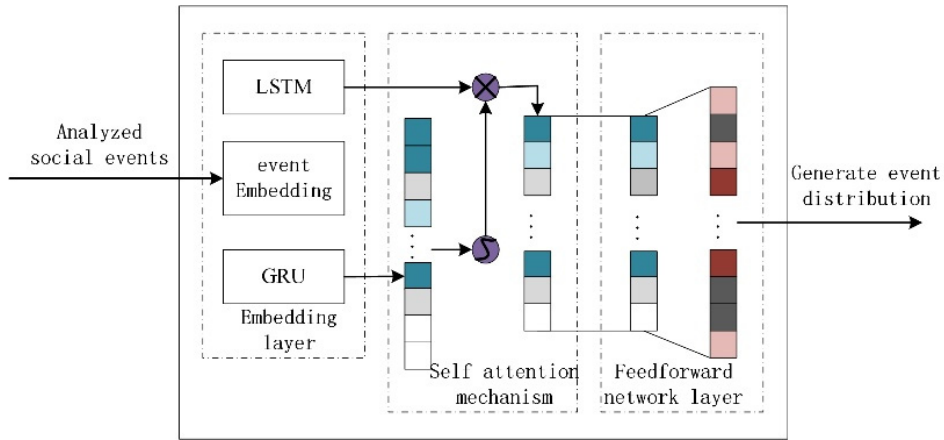 Analyzed
social events
LSTM
event
Embedding
GRU
Embedding
layer
Self attention
mechanism
Feedforward
network layer
Generate event
distribution